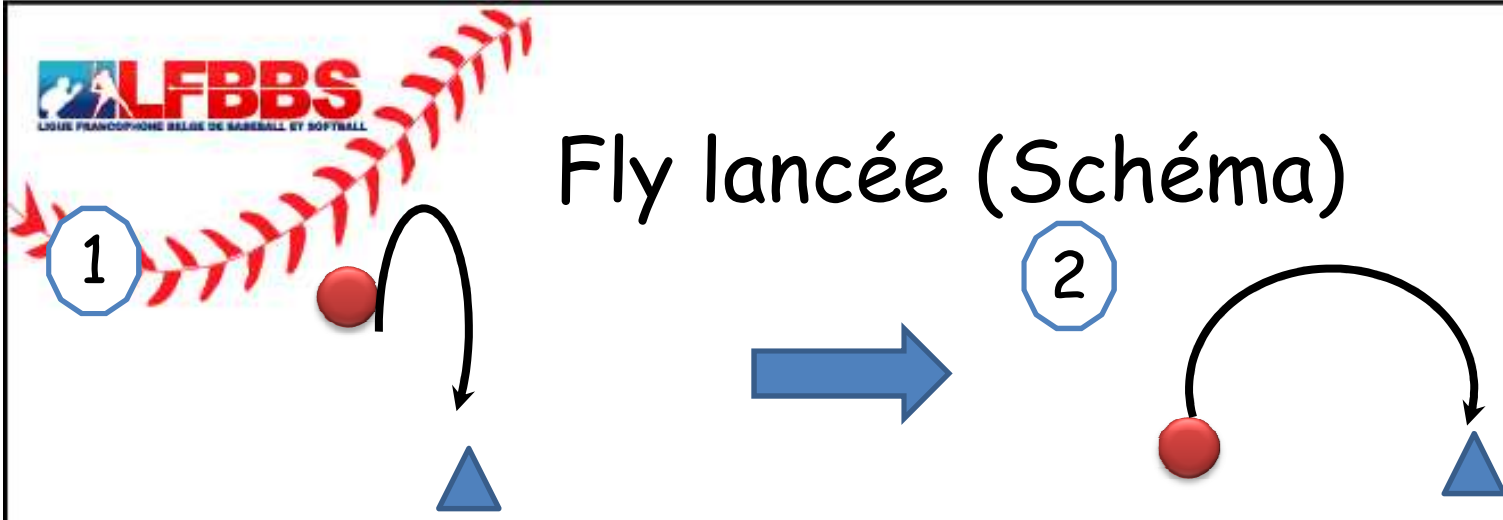 LFBBS
LIGUE FRANCOPHONE BELGE DE BASEBALL ET SOFTBALL
Fly lancée (Schéma)
1
2